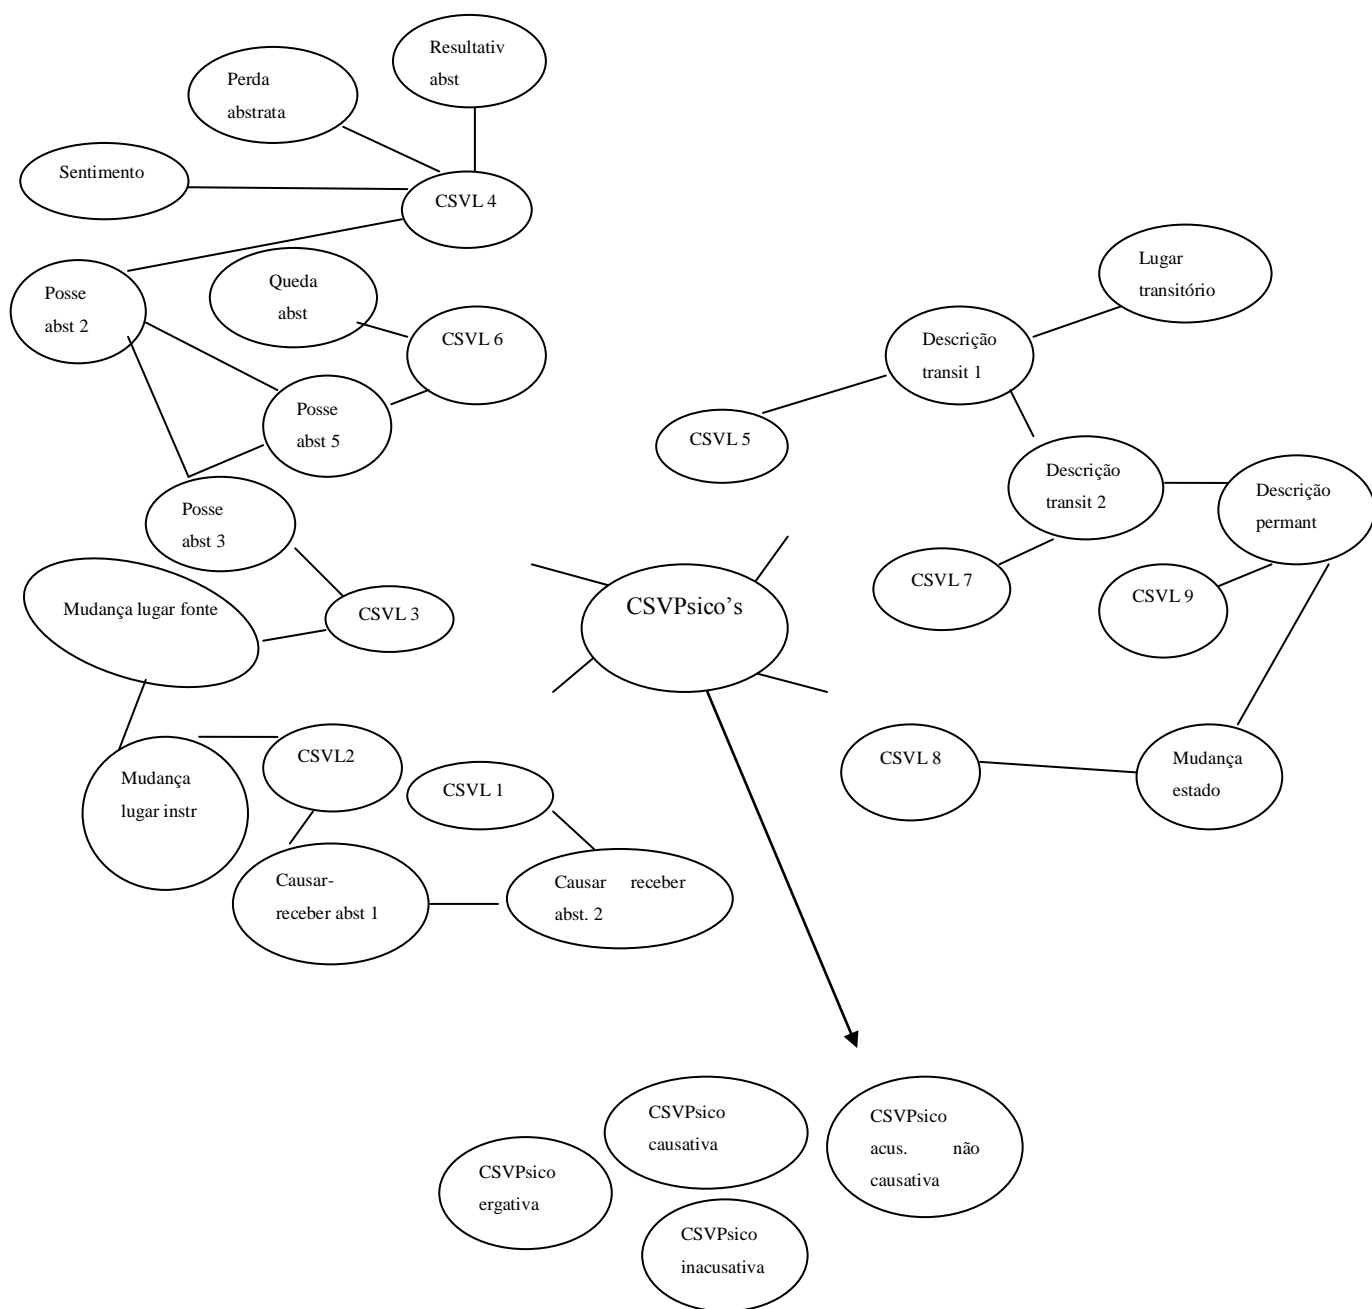 Resultativ
abst
Perda
abstrata
Sentimento
CSVL 4
Lugar
transitório
Posse
abst 2
Queda
abst
CSVL 6
Descrição
transit 1
Posse
abst 5
CSVL 5
Descrição
transit 2
Descrição
permant
Posse
abst 3
CSVL 7
CSVL 9
Mudança lugar fonte
CSVL 3
CSVPsico’s
Mudança
lugar instr
CSVL2
CSVL 1
CSVL 8
Mudança
estado
Causar-
receber abst 1
Causar receber
abst. 2
CSVPsico
causativa
CSVPsico
acus. não
causativa
CSVPsico
ergativa
CSVPsico
inacusativa